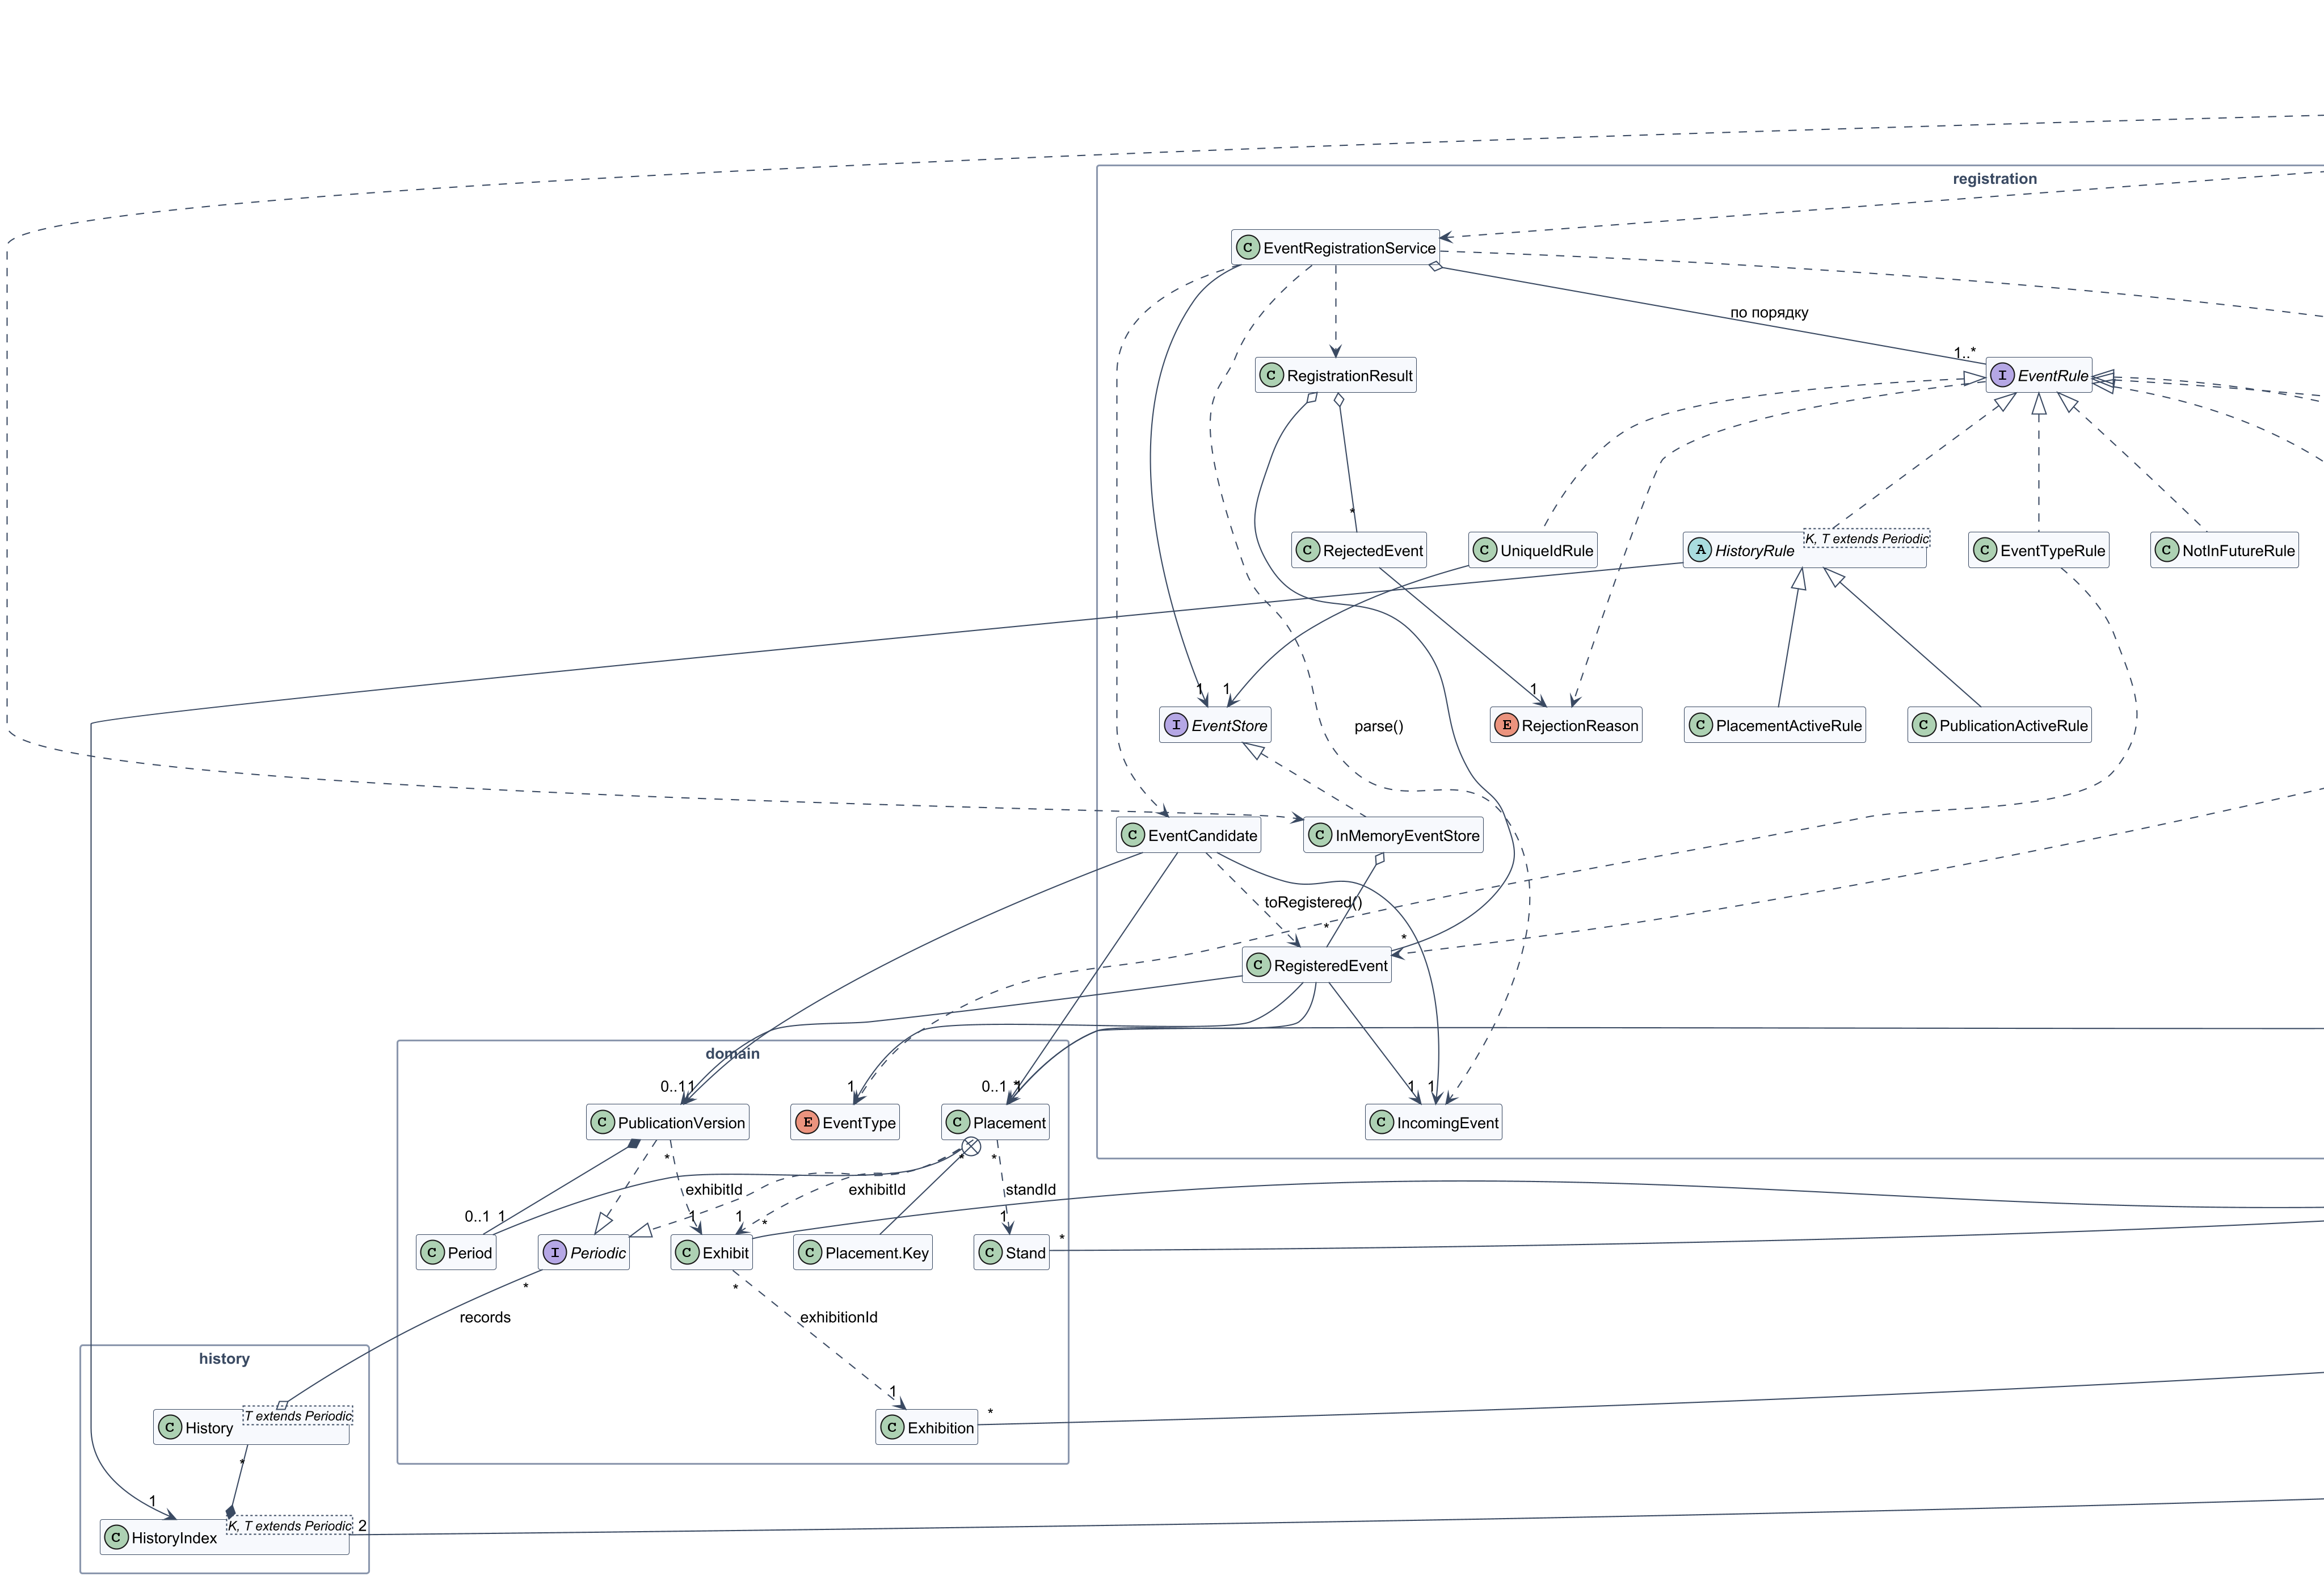 registration
C EventRegistrationService
по порядку
1..*
C RegistrationResult
I EventRule
*
C RejectedEvent
C UniqueIdRule
A HistoryRule
K, T extends Periodic
C EventTypeRule
C NotInFutureRule
1
1
1
parse()
I EventStore
E RejectionReason
C PlacementActiveRule
C PublicationActiveRule
C EventCandidate
C InMemoryEventStore
toRegistered()
*
*
C RegisteredEvent
domain
0..1
1
1
0..1
*
1
1
1
C PublicationVersion
E EventType
C Placement
C IncomingEvent
*
*
*
exhibitId
exhibitId
standId
0..1
1
1
1
*
1
*
C Period
I Periodic
C Exhibit
C Placement.Key
C Stand
*
*
records
exhibitionId
history
1
*
C History
T extends Periodic
C Exhibition
*
1
C HistoryIndex
K, T extends Periodic
2